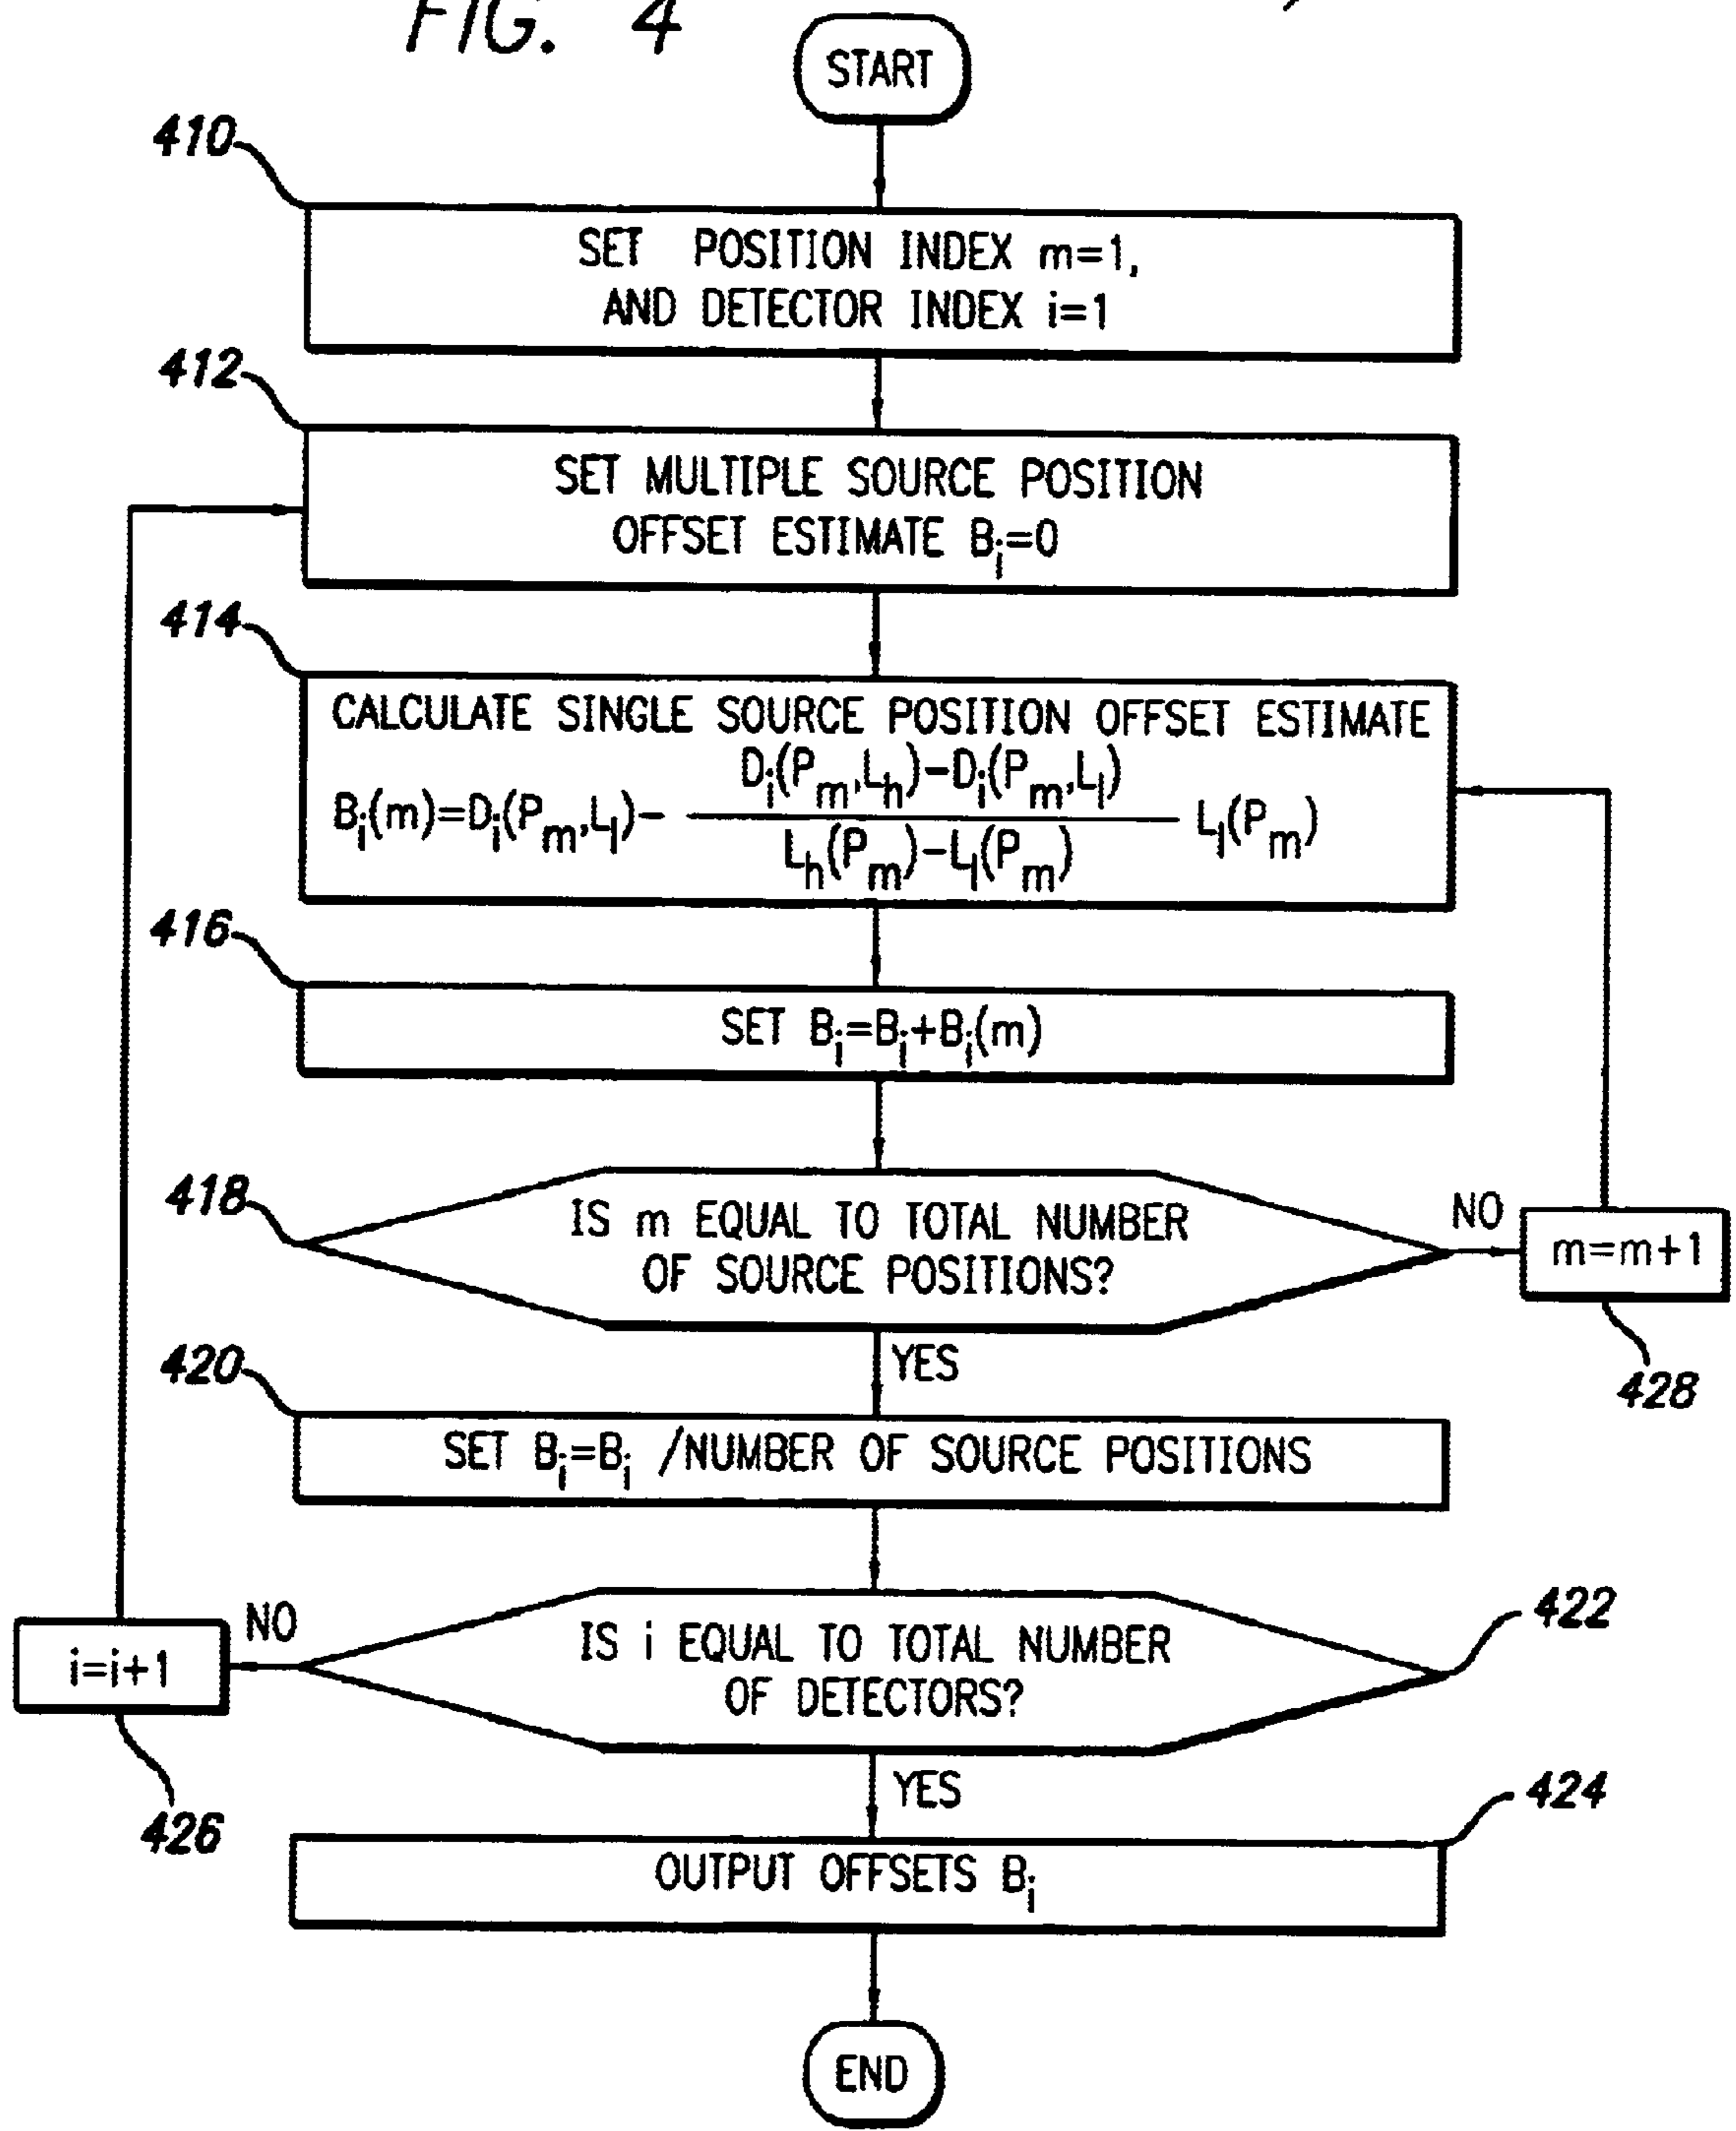 FIG. 4
START
410
SET POSITION INDEX m=1,
AND DETECTOR INDEX i=1
412
SET MULTIPLE SOURCE POSITION
OFFSET ESTIMATE B_i=0
414
CALCULATE SINGLE SOURCE POSITION OFFSET ESTIMATE
B_i(m)=D_i(P_m,L_l)- \frac{D_i(P_m,L_h)-D_i(P_m,L_l)}{L_h(P_m)-L_l(P_m)} L_l(P_m)
416
SET B_i=B_i+B_i(m)
418
IS m EQUAL TO TOTAL NUMBER
OF SOURCE POSITIONS?
NO
m=m+1
428
YES
420
SET B_i=B_i /NUMBER OF SOURCE POSITIONS
422
IS i EQUAL TO TOTAL NUMBER
OF DETECTORS?
NO
i=i+1
426
YES
424
OUTPUT OFFSETS B_i
END